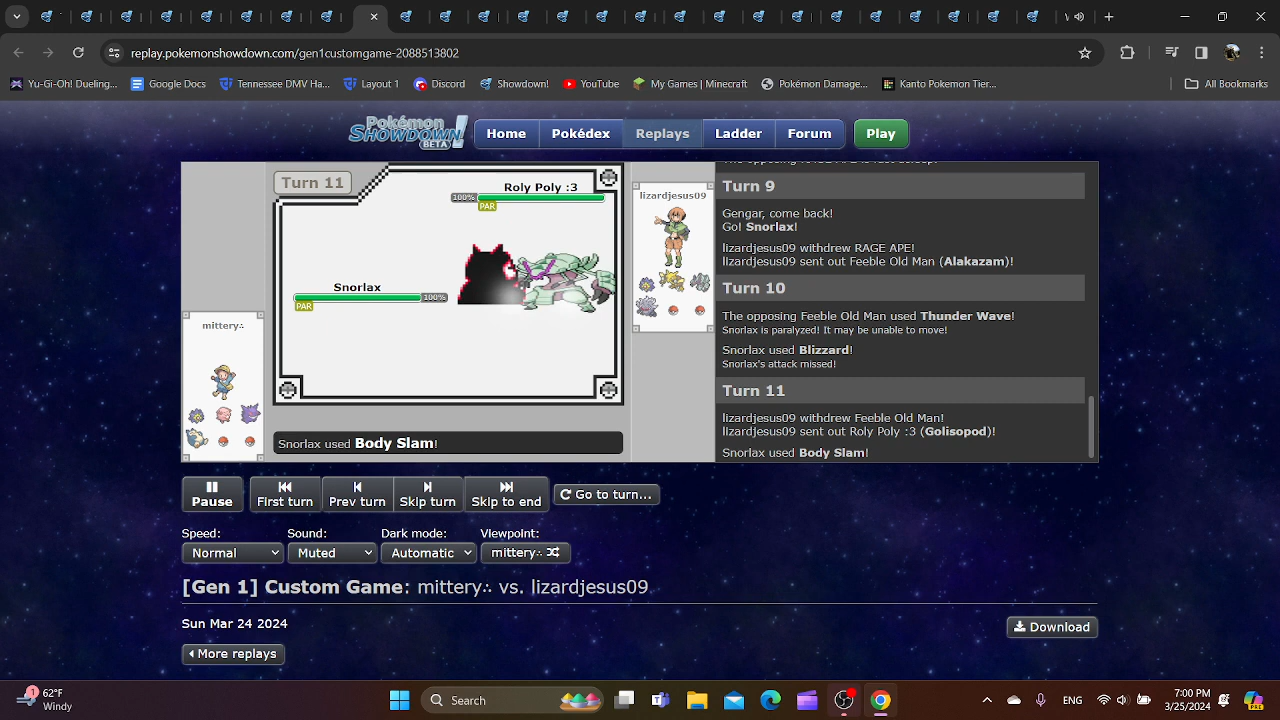 replay.pokemonshowdown.com/gen1customgame-2088513802
Yu-Gi-Oh! Dueling...
Google Docs
Tennessee DMV Ha...
Layout 1
Discord
Showdown!
YouTube
My Games | Minecraft
Pokémon Damage...
Kanto Pokemon Tier...
All Bookmarks
Pokémon
SHOWDOWN!
BETA
Home
Pokédex
Replays
Ladder
Forum
Play
Turn 11
Roly Poly :3
100%
PAR
Snorlax
100%
PAR
mittery∴
lizardjesus09
Snorlax used Body Slam!
Turn 9
Gengar, come back!
Go! Snorlax!
lizardjesus09 withdrew RAGE APE!
lizardjesus09 sent out Feeble Old Man (Alakazam)!
Turn 10
The opposing Feeble Old Man used Thunder Wave!
Snorlax is paralyzed! It may be unable to move!
Snorlax used Blizzard!
Snorlax's attack missed!
Turn 11
lizardjesus09 withdrew Feeble Old Man!
lizardjesus09 sent out Roly Poly :3 (Golisopod)!
Snorlax used Body Slam!
Pause
First turn
Prev turn
Skip turn
Skip to end
Go to turn...
Speed:
Sound:
Dark mode:
Viewpoint:
Normal
Muted
Automatic
mittery∴
[Gen 1] Custom Game: mittery∴ vs. lizardjesus09
Sun Mar 24 2024
Download
More replays
1
62°F
Windy
Search
ENG
7:00 PM
3/25/2024
PRE